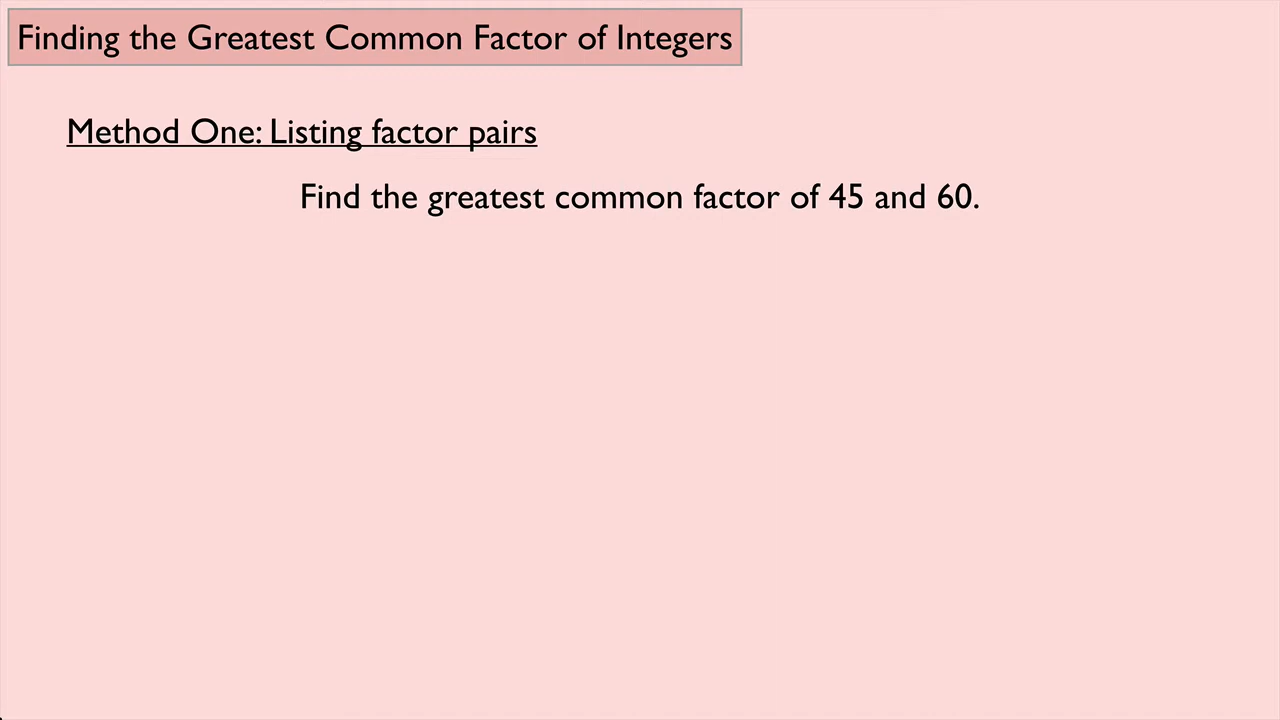 Finding the Greatest Common Factor of Integers
Method One: Listing factor pairs
Find the greatest common factor of 45 and 60.